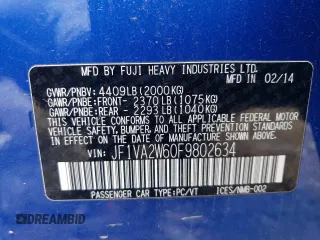 MFD BY FUJI HEAVY INDUSTRIES LTD.
MADE IN 02/14
GVWR/PNBV: 4409LB(2000KG)
GAWR/PNBE:FRONT- 2370LB(1075KG)
GAWR/PNBE:REAR - 2293LB(1040KG)
THIS VEHICLE CONFORMS TO ALL APPLICABLE
FEDERAL MOTOR VEHICLE SAFETY, BUMPER, AND
THEFT PREVENTION STANDARDS IN EFFECT ON THE
DATE OF MANUFACTURE SHOWN ABOVE.
VIN: JF1VA2W60F9802634
PASSENGER CAR TYPE:PC/VT ICES/NMB-002
DREAMBID